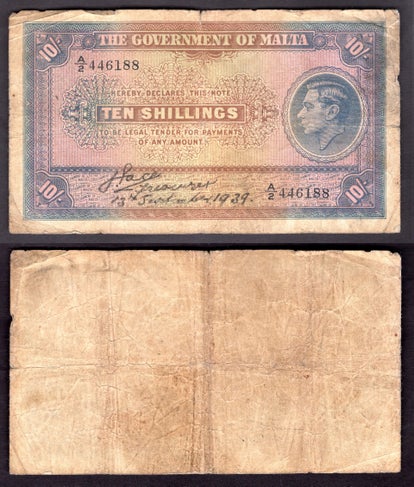 10/- THE GOVERNMENT OF MALTA 10/-
A/2 446188
HEREBY DECLARES THIS NOTE
TEN SHILLINGS
TO BE LEGAL TENDER FOR PAYMENTS
OF ANY AMOUNT.
Treasurer
A/2 446188
13th September 1939.
10/- 10/-